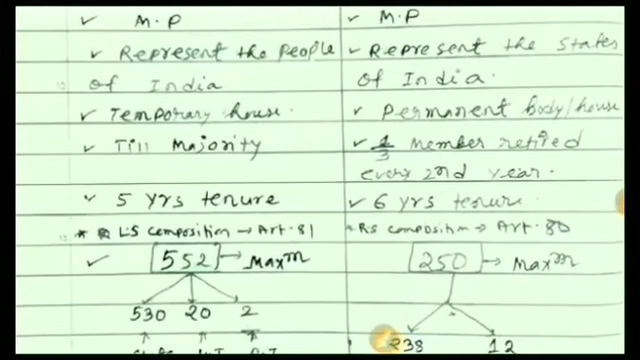 ✓ M.P
✓ Represent the people
of India
✓ Temporary house.
✓ Till Majority
✓ 5 yrs tenure
* LS composition → Art-81
✓ 552 → Maxᵐ
530 20 2
✓ M.P
✓ Represent the States
of India.
✓ Permanent body/house
✓ 1/3 Member retired
every 2nd year.
✓ 6 yrs tenure
* RS composition → Art-80
250 → Maxᵐ
238 12